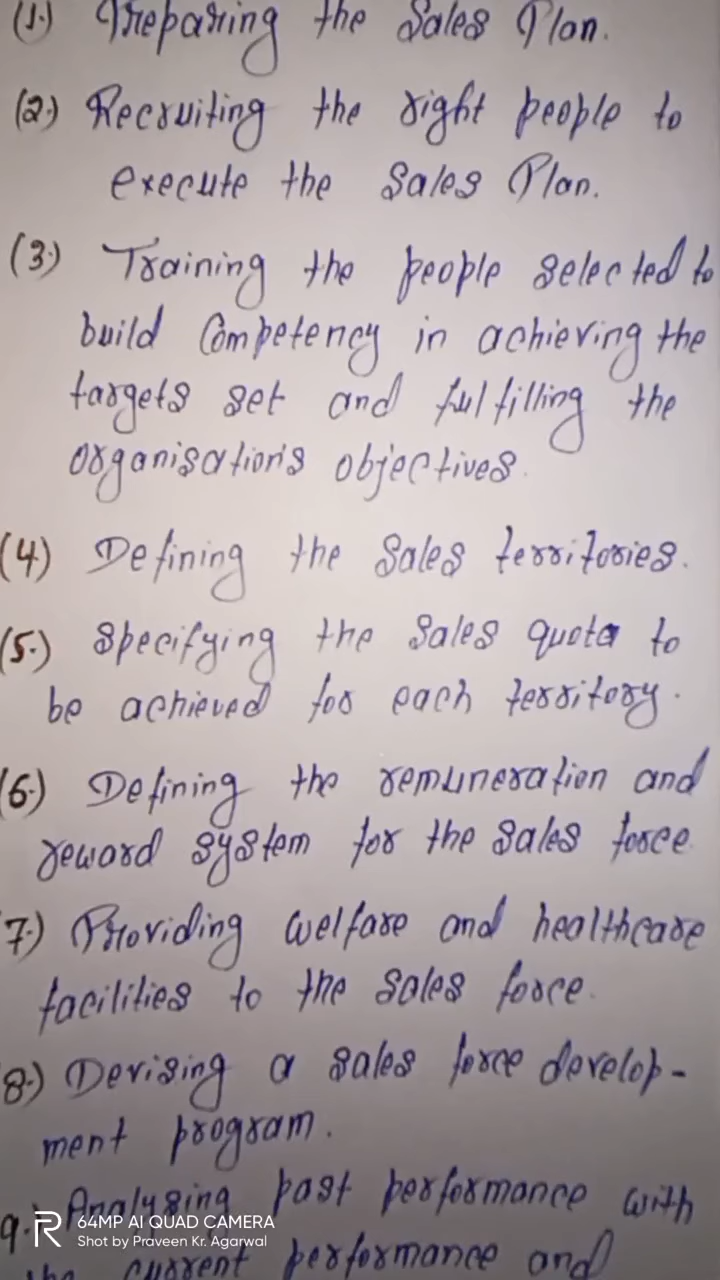 (1.) Preparing the Sales Plan.
(2.) Recruiting the right people to
execute the Sales Plan.
(3.) Training the people selected to
build Competency in achieving the
targets set and fulfilling the
organisation's objectives.
(4) Defining the Sales territories.
(5.) Specifying the Sales quota to
be achieved for each territory.
(6.) Defining the remuneration and
reward system for the Sales force
7.) Providing welfare and healthcare
facilities to the Sales force.
8.) Devising a sales force develop-
ment program.
9.) Analysing past performance with
the current performance and
R
64MP AI QUAD CAMERA
Shot by Praveen Kr. Agarwal